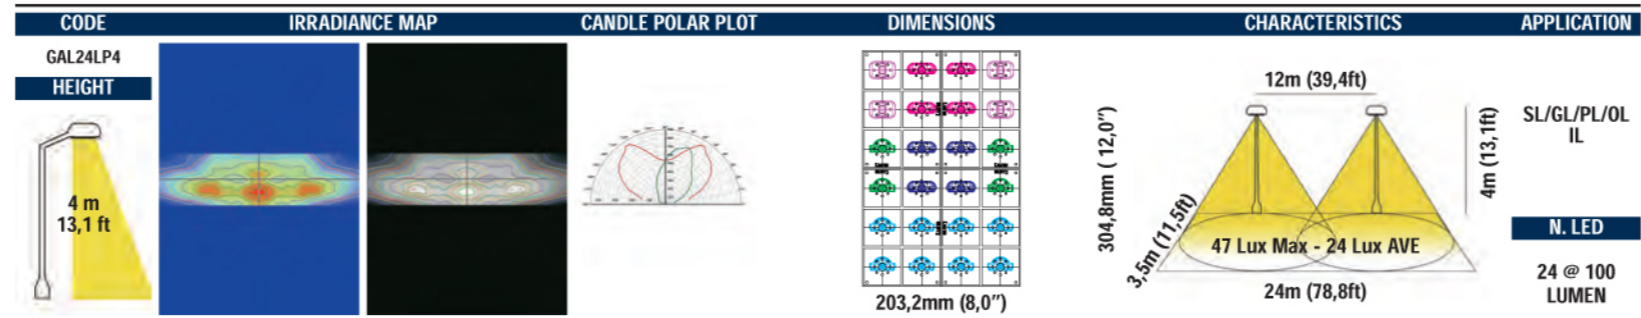 CODE
IRRADIANCE MAP
CANDLE POLAR PLOT
DIMENSIONS
CHARACTERISTICS
APPLICATION
GAL24LP4
HEIGHT
4 m
13,1 ft
304,8mm ( 12,0”)
203,2mm (8,0”)
12m (39,4ft)
4m (13,1ft)
3,5m (11,5ft)
47 Lux Max - 24 Lux AVE
24m (78,8ft)
SL/GL/PL/OL
IL
N. LED
24 @ 100
LUMEN